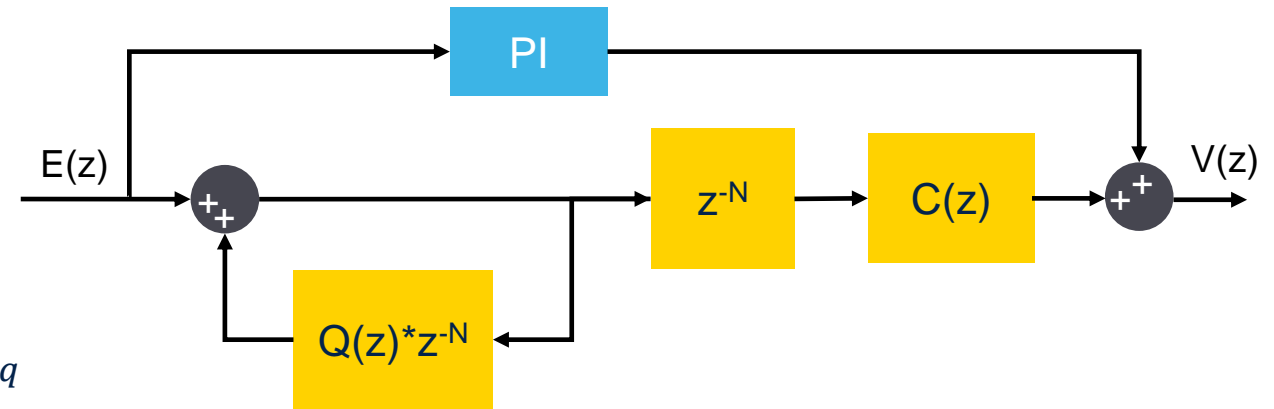 PI
E(z)
V(z)
+
+
z-N
C(z)
+
+
Q(z)*z-N
q